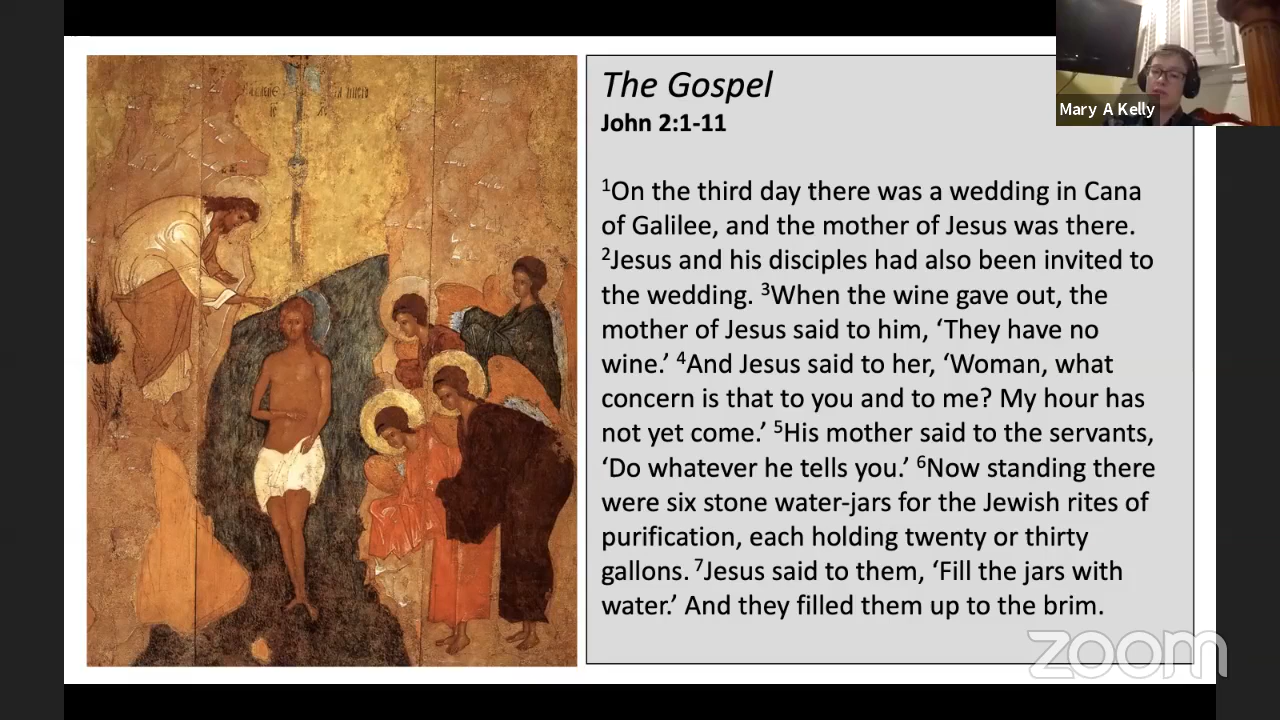 The Gospel
John 2:1-11
¹On the third day there was a wedding in Cana
of Galilee, and the mother of Jesus was there.
²Jesus and his disciples had also been invited to
the wedding. ³When the wine gave out, the
mother of Jesus said to him, ‘They have no
wine.’ ⁴And Jesus said to her, ‘Woman, what
concern is that to you and to me? My hour has
not yet come.’ ⁵His mother said to the servants,
‘Do whatever he tells you.’ ⁶Now standing there
were six stone water-jars for the Jewish rites of
purification, each holding twenty or thirty
gallons. ⁷Jesus said to them, ‘Fill the jars with
water.’ And they filled them up to the brim.
Mary A Kelly
zoom